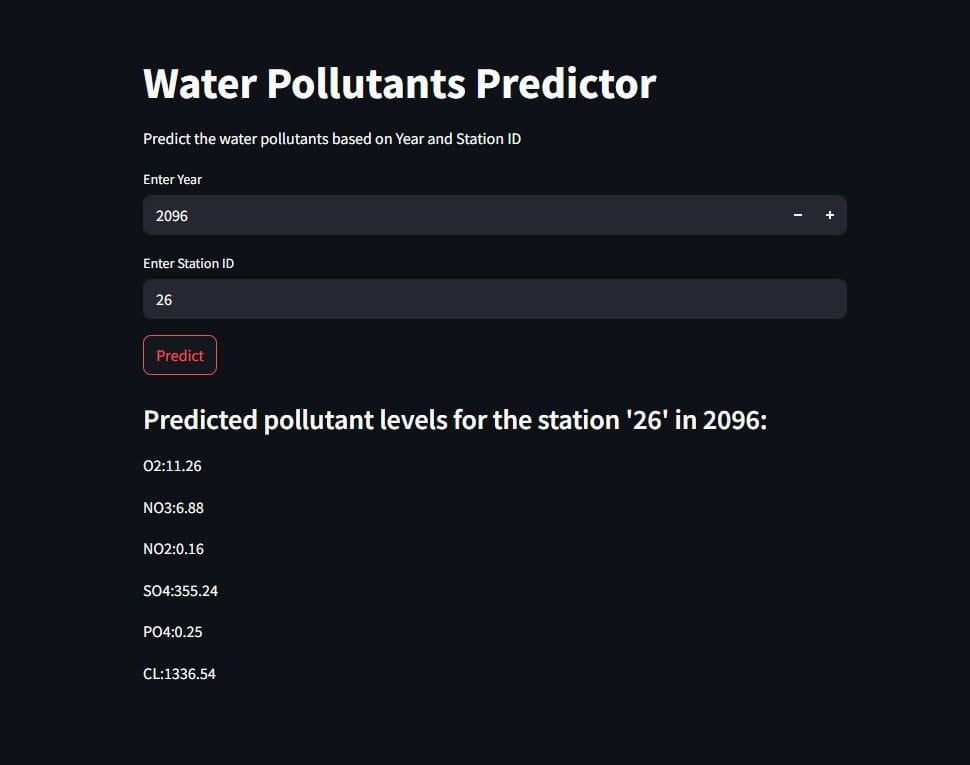 Water Pollutants Predictor
Predict the water pollutants based on Year and Station ID
Enter Year
2096
Enter Station ID
26
Predict
Predicted pollutant levels for the station '26' in 2096:
O2:11.26
NO3:6.88
NO2:0.16
SO4:355.24
PO4:0.25
CL:1336.54